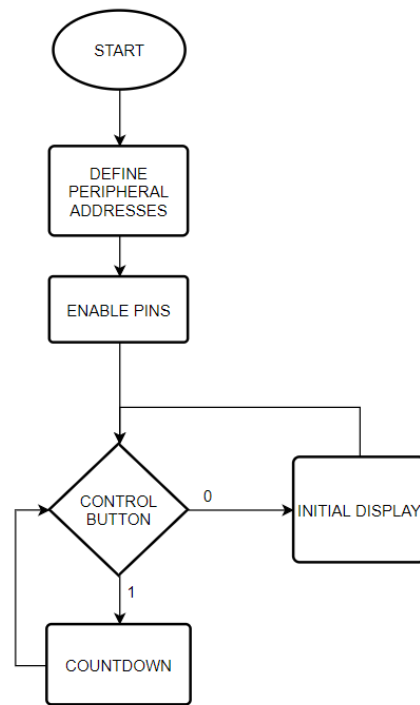 START
DEFINE
PERIPHERAL
ADDRESSES
ENABLE PINS
CONTROL
BUTTON
0
INITIAL DISPLAY
1
COUNTDOWN